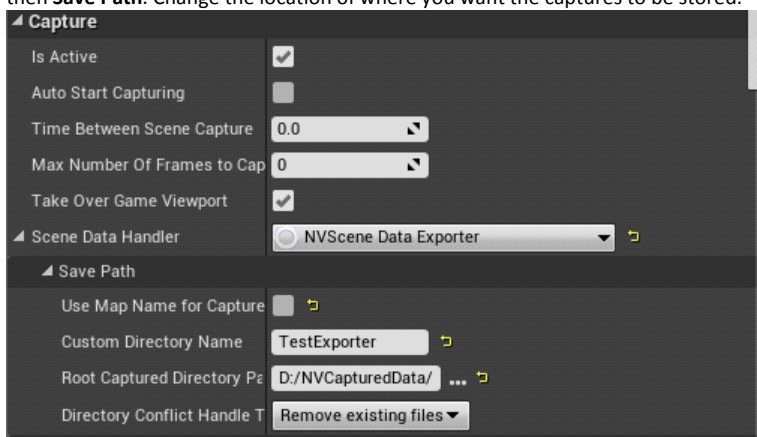 then Save Path. Change the location of where you want the captures to be stored.
Capture
Is Active
Auto Start Capturing
Time Between Scene Capture 0.0
Max Number Of Frames to Cap 0
Take Over Game Viewport
Scene Data Handler NVScene Data Exporter
Save Path
Use Map Name for Capture
Custom Directory Name TestExporter
Root Captured Directory Pa D:/NVCapturedData/ ...
Directory Conflict Handle T Remove existing files